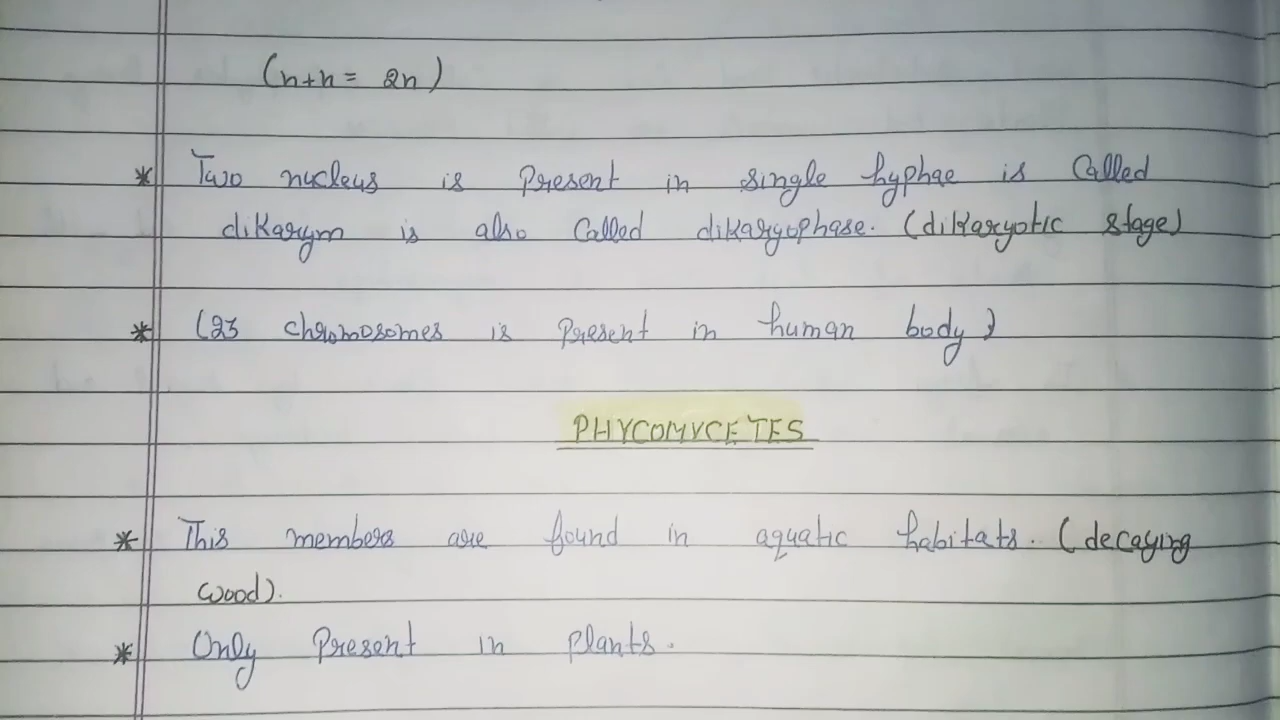 (n+n = 2n)
* Two nucleus is Present in single hyphae is Called
dikarym is also Called dikaryophase. (dikaryotic stage)
* (23 chromosomes is Present in human body)
PHYCOMYCETES
* This members are found in aquatic habitats. (decaying
wood).
* Only Present in plants.